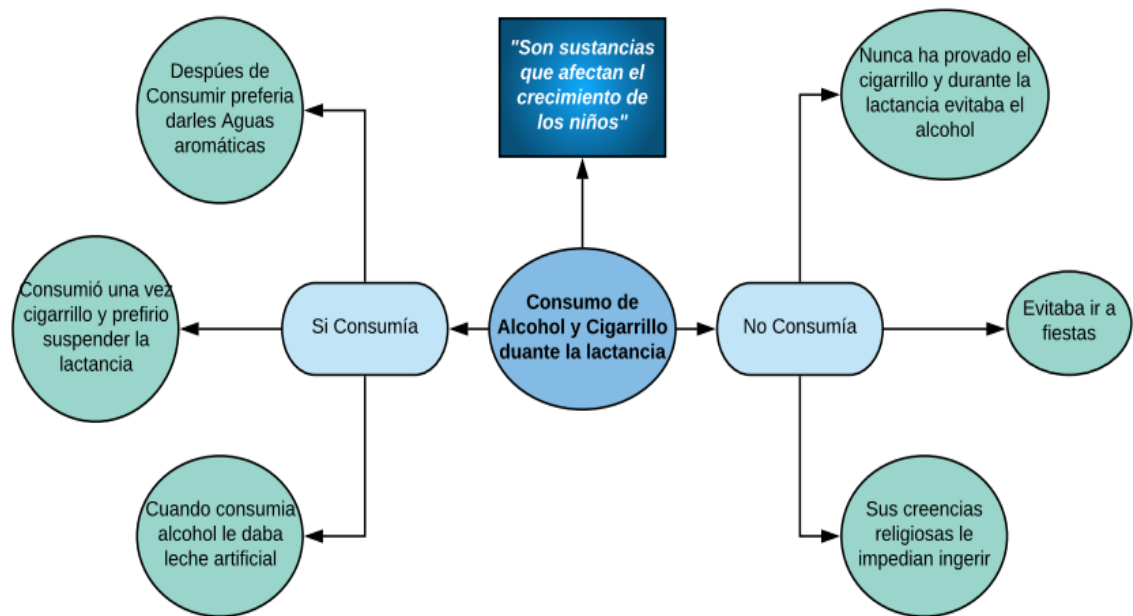 "Son sustancias
que afectan el
crecimiento de
los niños"
Despúes de
Consumir preferia
darles Aguas
aromáticas
Nunca ha provado el
cigarrillo y durante la
lactancia evitaba el
alcohol
Consumió una vez
cigarrillo y prefirio
suspender la
lactancia
Si Consumía
Consumo de
Alcohol y Cigarrillo
duante la lactancia
No Consumía
Evitaba ir a
fiestas
Cuando consumia
alcohol le daba
leche artificial
Sus creencias
religiosas le
impedian ingerir